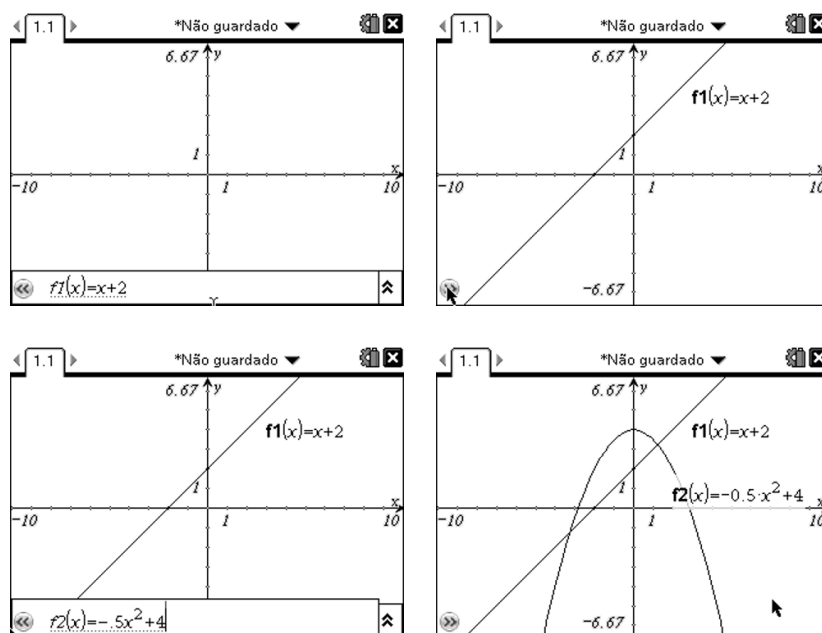 1.1 *Não guardado
6.67 y
1
x
-10 1 10
f1(x)=x+2
1.1 *Não guardado
6.67 y
f1(x)=x+2
1
x
-10 1 10
-6.67
1.1 *Não guardado
6.67 y
f1(x)=x+2
1
x
-10 1 10
f2(x)=-.5x²+4
1.1 *Não guardado
6.67 y
f1(x)=x+2
1
f2(x)=-0.5·x²+4
-10 1 10
-6.67